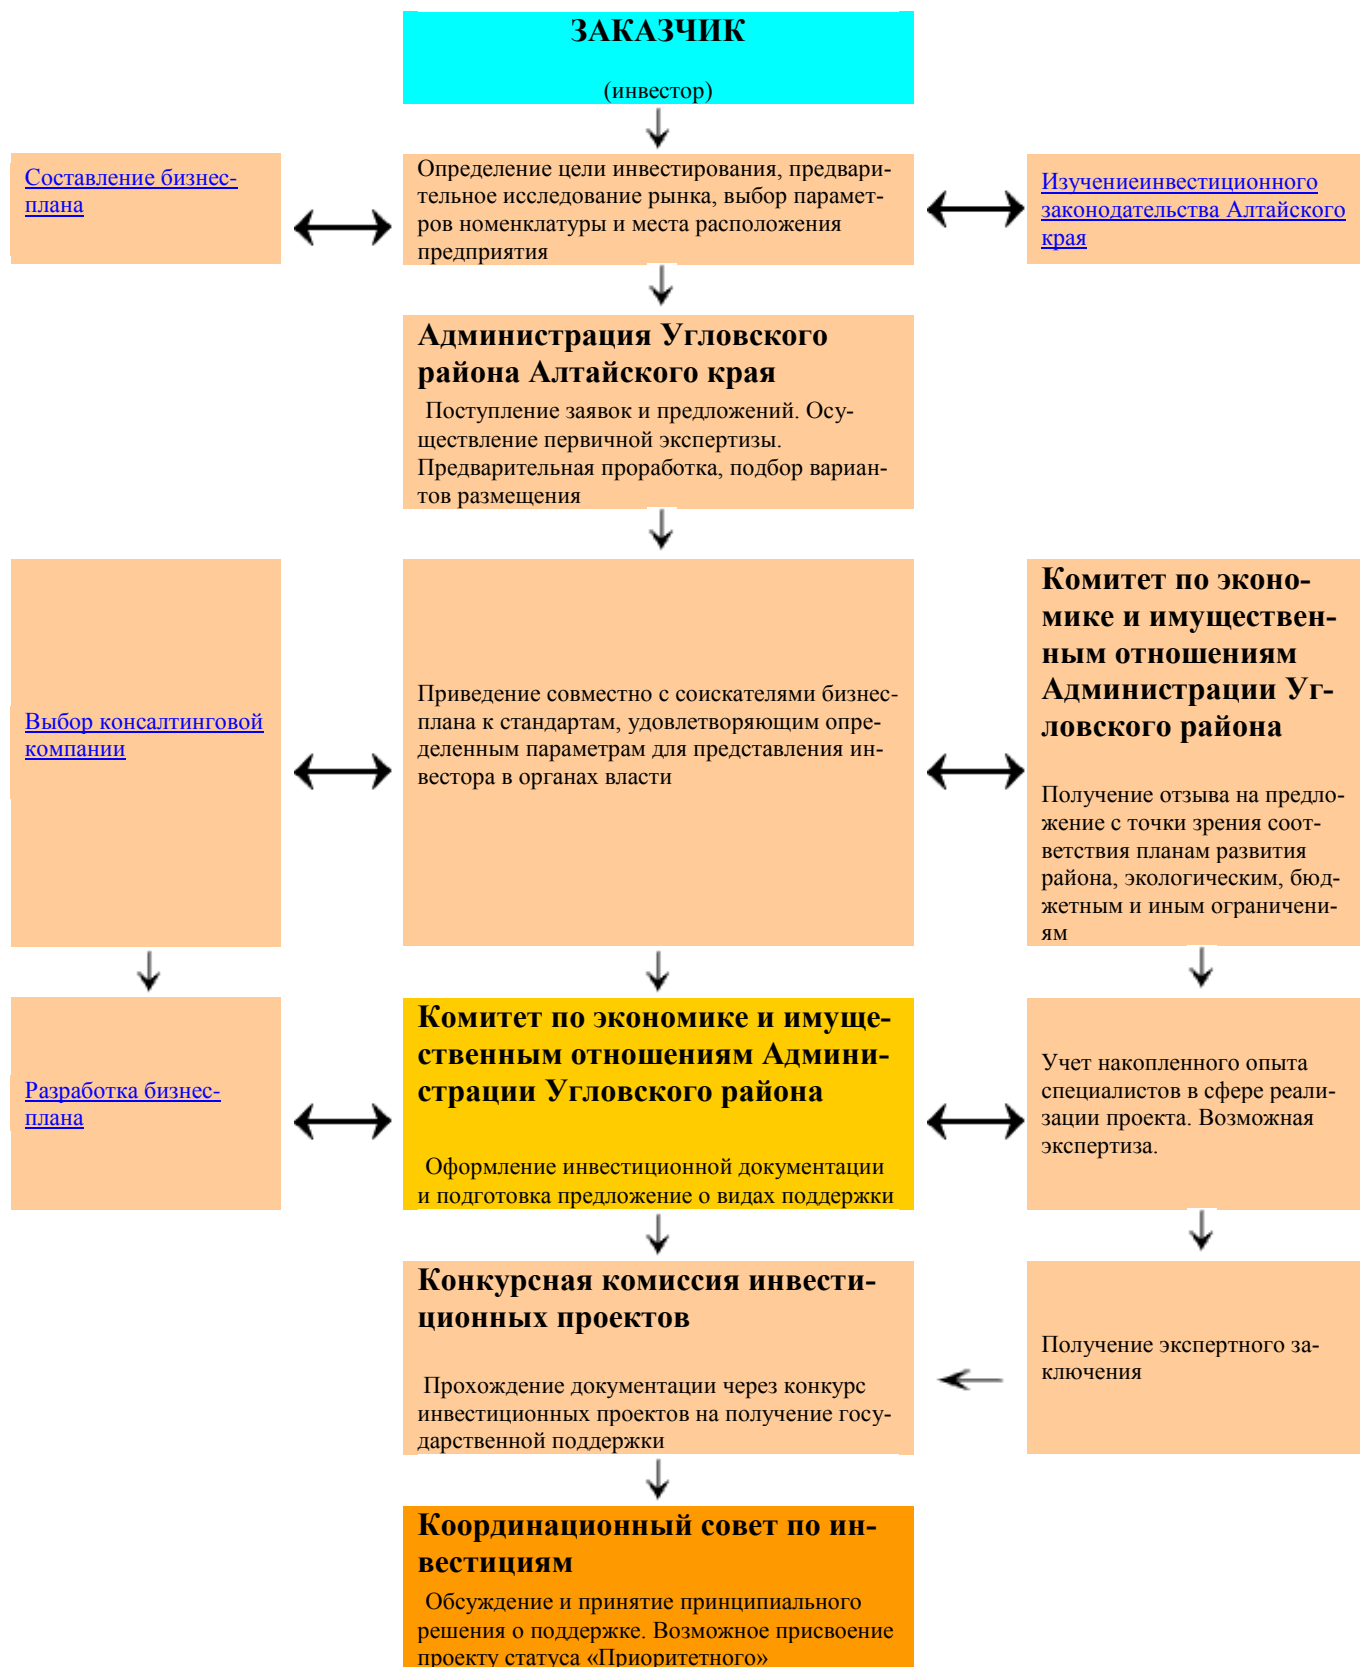 ЗАКАЗЧИК
(инвестор)
Составление бизнес-
плана
Определение цели инвестирования, предвари-
тельное исследование рынка, выбор парамет-
ров номенклатуры и места расположения
предприятия
Изучениеинвестиционного
законодательства Алтайского
края
Администрация Угловского
района Алтайского края
Поступление заявок и предложений. Осу-
ществление первичной экспертизы.
Предварительная проработка, подбор вариан-
тов размещения
Выбор консалтинговой
компании
Приведение совместно с соискателями бизнес-
плана к стандартам, удовлетворяющим опре-
деленным параметрам для представления ин-
вестора в органах власти
Комитет по эконо-
мике и имуществен-
ным отношениям
Администрации Уг-
ловского района
Получение отзыва на предло-
жение с точки зрения соот-
ветствия планам развития
района, экологическим, бюд-
жетным и иным ограничени-
ям
Разработка бизнес-
плана
Комитет по экономике и имуще-
ственным отношениям Админи-
страции Угловского района
Оформление инвестиционной документации
и подготовка предложение о видах поддержки
Учет накопленного опыта
специалистов в сфере реали-
зации проекта. Возможная
экспертиза.
Конкурсная комиссия инвести-
ционных проектов
Прохождение документации через конкурс
инвестиционных проектов на получение госу-
дарственной поддержки
Получение экспертного за-
ключения
Координационный совет по ин-
вестициям
Обсуждение и принятие принципиального
решения о поддержке. Возможное присвоение
проекту статуса «Приоритетного»